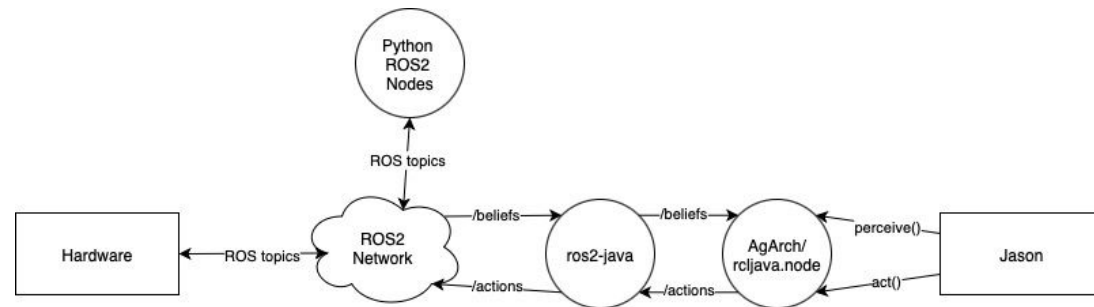 Python
ROS2
Nodes
ROS topics
Hardware
ROS topics
ROS2
Network
/beliefs
/actions
ros2-java
/beliefs
/actions
AgArch/
rcljava.node
perceive()
act()
Jason